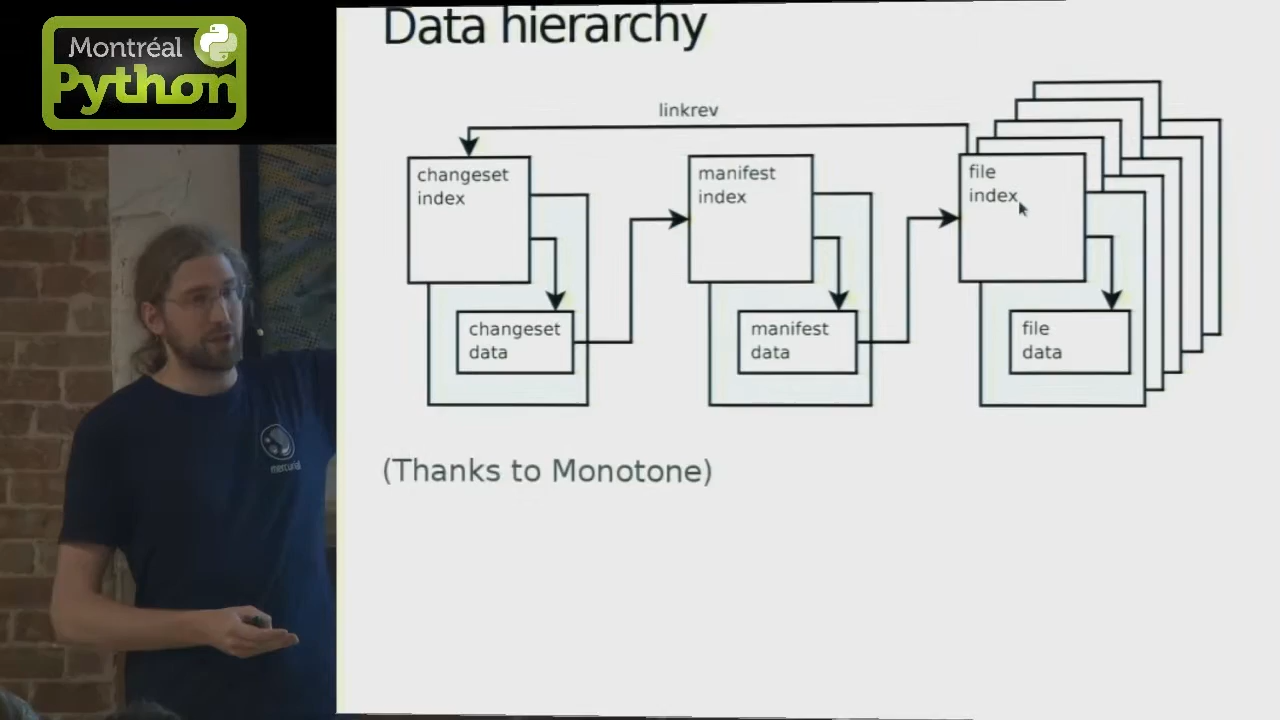 Montréal
Python
Data hierarchy
linkrev
changeset
index
manifest
index
file
index
changeset
data
manifest
data
file
data
(Thanks to Monotone)
mercurial